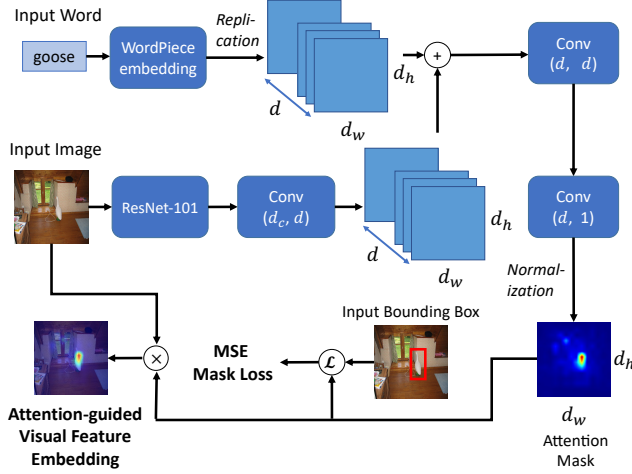 Input Word
goose
WordPiece
embedding
Repli-
cation
d
d_w
d_h
+
Conv
(d, d)
Input Image
ResNet-101
Conv
(d_c, d)
d
d_w
d_h
Conv
(d, 1)
Normal-
ization
Input Bounding Box
×
MSE
Mask Loss
ℒ
Attention-guided
Visual Feature
Embedding
d_h
d_w
Attention
Mask